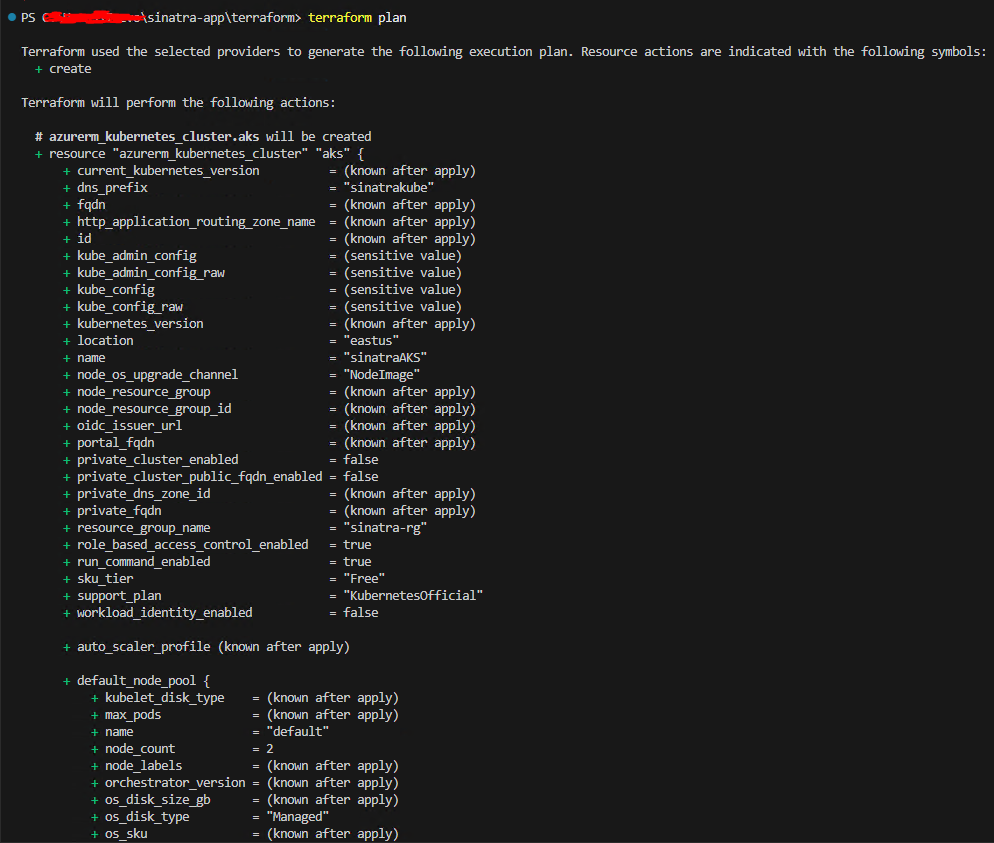 PS C:\sinatra-app\terraform> terraform plan
Terraform used the selected providers to generate the following execution plan. Resource actions are indicated with the following symbols:
+ create
Terraform will perform the following actions:
# azurerm_kubernetes_cluster.aks will be created
+ resource "azurerm_kubernetes_cluster" "aks" {
+ current_kubernetes_version = (known after apply)
+ dns_prefix = "sinatrakube"
+ fqdn = (known after apply)
+ http_application_routing_zone_name = (known after apply)
+ id = (known after apply)
+ kube_admin_config = (sensitive value)
+ kube_admin_config_raw = (sensitive value)
+ kube_config = (sensitive value)
+ kube_config_raw = (sensitive value)
+ kubernetes_version = (known after apply)
+ location = "eastus"
+ name = "sinatraAKS"
+ node_os_upgrade_channel = "NodeImage"
+ node_resource_group = (known after apply)
+ node_resource_group_id = (known after apply)
+ oidc_issuer_url = (known after apply)
+ portal_fqdn = (known after apply)
+ private_cluster_enabled = false
+ private_cluster_public_fqdn_enabled = false
+ private_dns_zone_id = (known after apply)
+ private_fqdn = (known after apply)
+ resource_group_name = "sinatra-rg"
+ role_based_access_control_enabled = true
+ run_command_enabled = true
+ sku_tier = "Free"
+ support_plan = "KubernetesOfficial"
+ workload_identity_enabled = false
+ auto_scaler_profile (known after apply)
+ default_node_pool {
+ kubelet_disk_type = (known after apply)
+ max_pods = (known after apply)
+ name = "default"
+ node_count = 2
+ node_labels = (known after apply)
+ orchestrator_version = (known after apply)
+ os_disk_size_gb = (known after apply)
+ os_disk_type = "Managed"
+ os_sku = (known after apply)